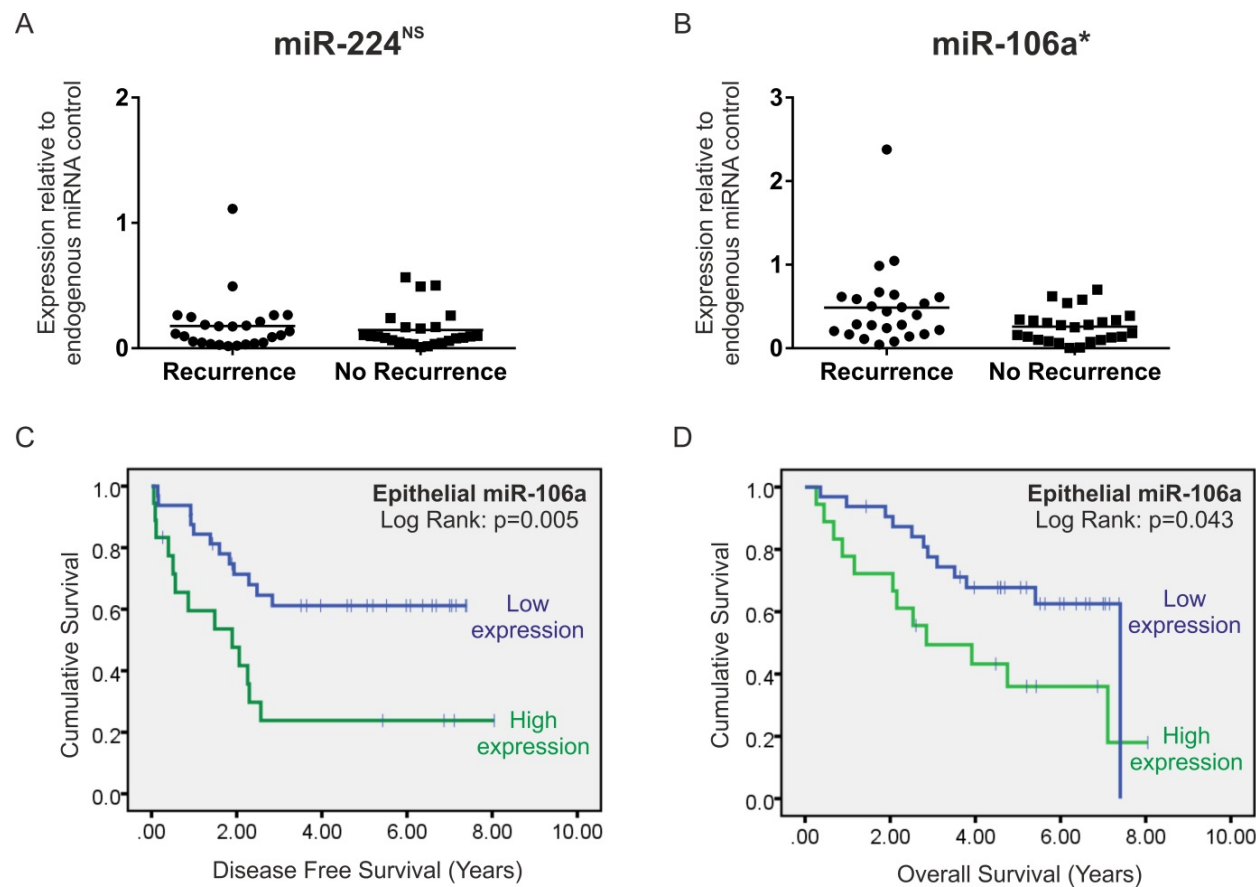 A
miR-224NS
Expression relative to
endogenous miRNA control
2
1
0
Recurrence
No Recurrence
B
miR-106a*
Expression relative to
endogenous miRNA control
3
2
1
0
Recurrence
No Recurrence
C
Epithelial miR-106a
Log Rank: p=0.005
Cumulative Survival
1.0
0.8
0.6
0.4
0.2
0.0
Low
expression
High
expression
.00
2.00
4.00
6.00
8.00
10.00
Disease Free Survival (Years)
D
Epithelial miR-106a
Log Rank: p=0.043
Cumulative Survival
1.0
0.8
0.6
0.4
0.2
0.0
Low
expression
High
expression
.00
2.00
4.00
6.00
8.00
10.00
Overall Survival (Years)